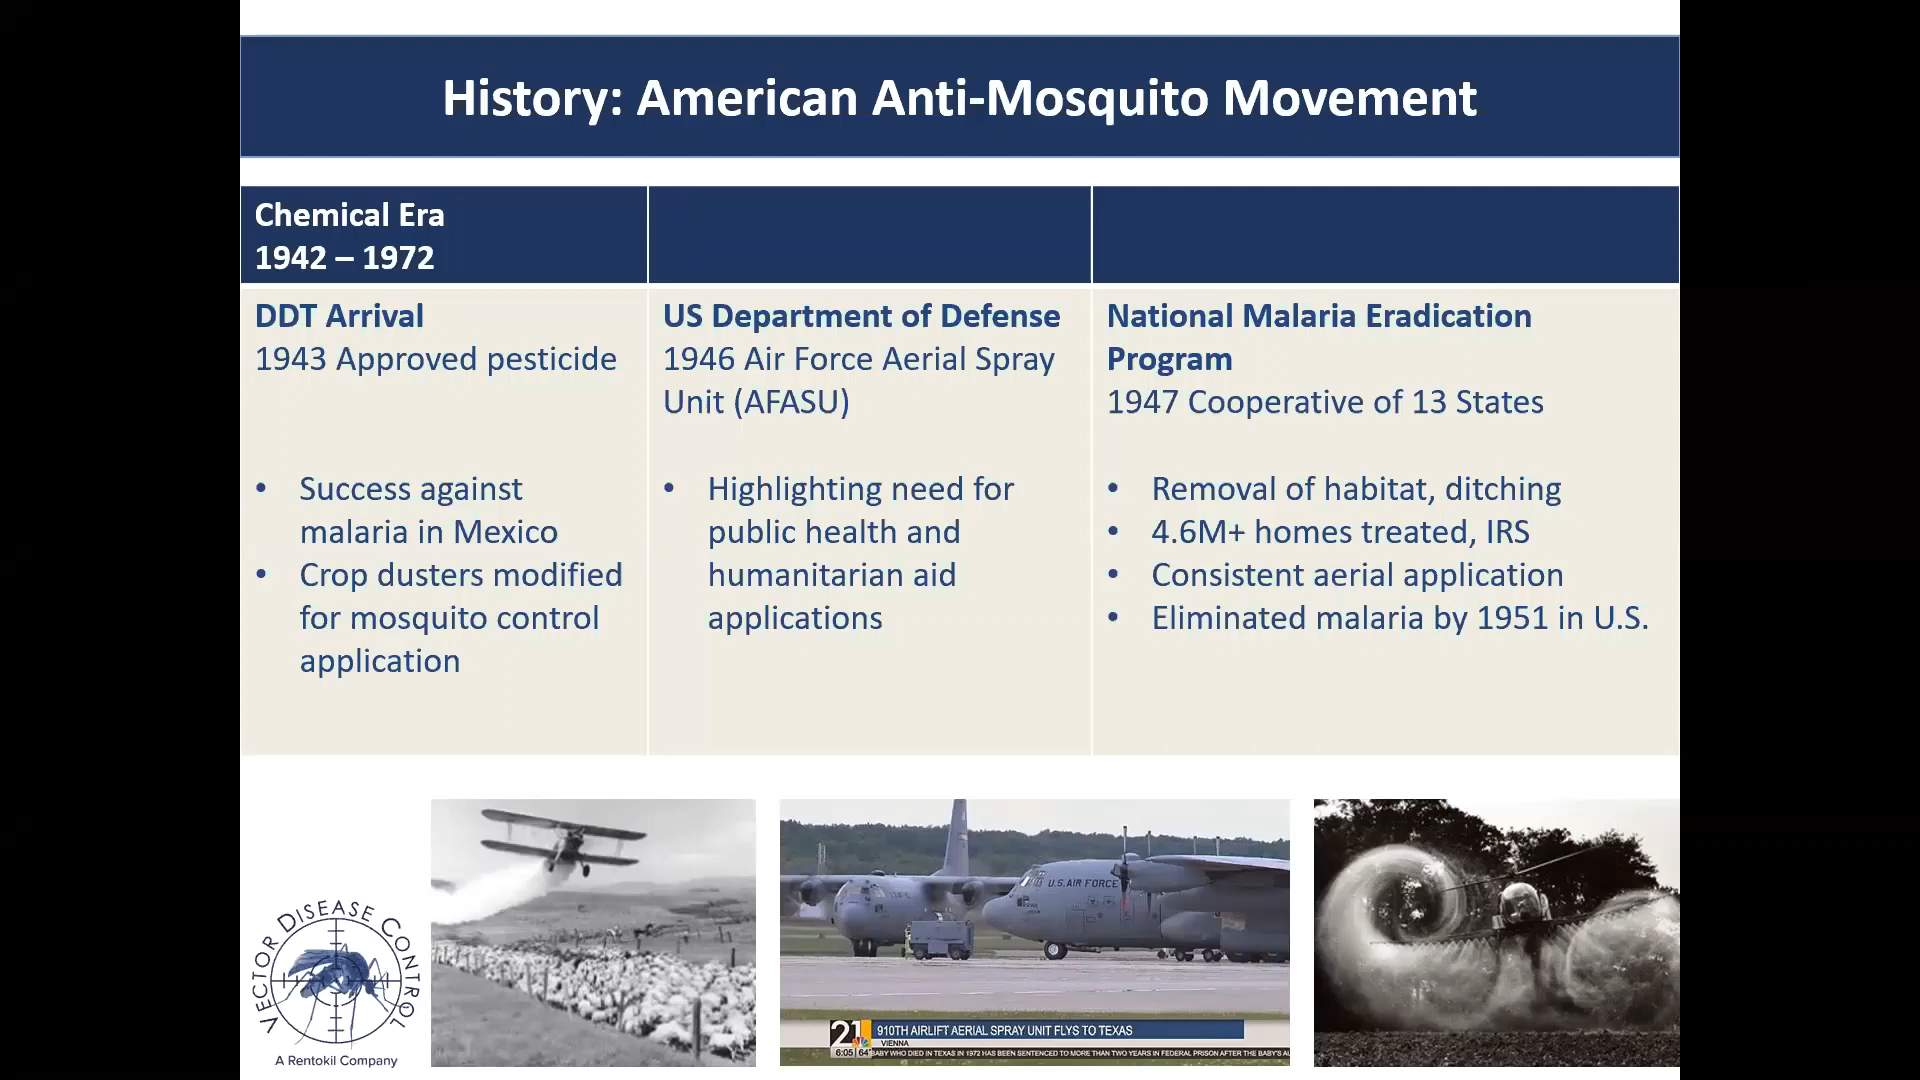 History: American Anti-Mosquito Movement
Chemical Era
1942 – 1972
DDT Arrival
1943 Approved pesticide
• Success against
malaria in Mexico
• Crop dusters modified
for mosquito control
application
US Department of Defense
1946 Air Force Aerial Spray
Unit (AFASU)
• Highlighting need for
public health and
humanitarian aid
applications
National Malaria Eradication
Program
1947 Cooperative of 13 States
• Removal of habitat, ditching
• 4.6M+ homes treated, IRS
• Consistent aerial application
• Eliminated malaria by 1951 in U.S.
VECTOR DISEASE CONTROL
A Rentokil Company
U.S. AIR FORCE
21
910TH AIRLIFT AERIAL SPRAY UNIT FLYS TO TEXAS
VIENNA
6:05 64°
BABY WHO DIED IN TEXAS IN 1972 HAS BEEN SENTENCED TO MORE THAN TWO YEARS IN FEDERAL PRISON AFTER THE BABY'S